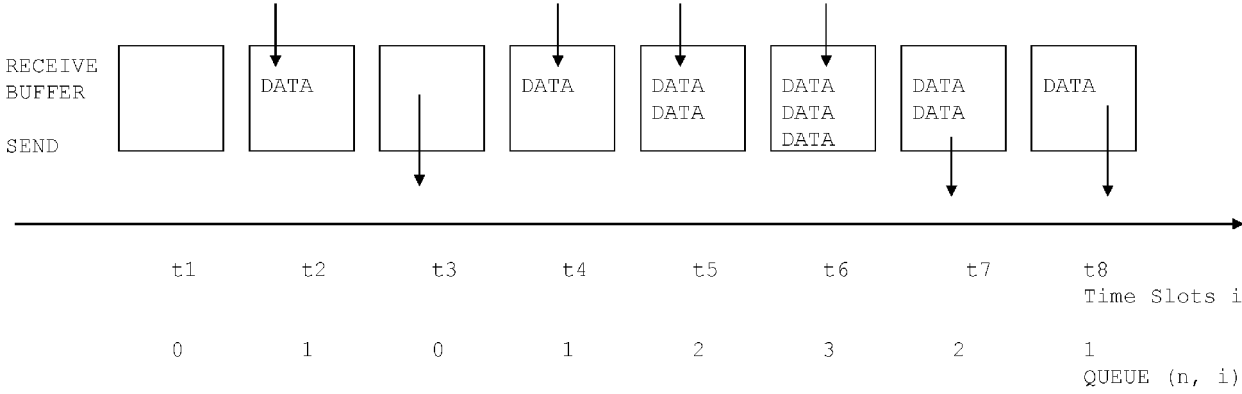 RECEIVE
BUFFER
SEND
DATA DATA DATA DATA DATA DATA
DATA DATA DATA
DATA
t1 t2 t3 t4 t5 t6 t7 t8
Time Slots i
0 1 0 1 2 3 2 1
QUEUE (n, i)